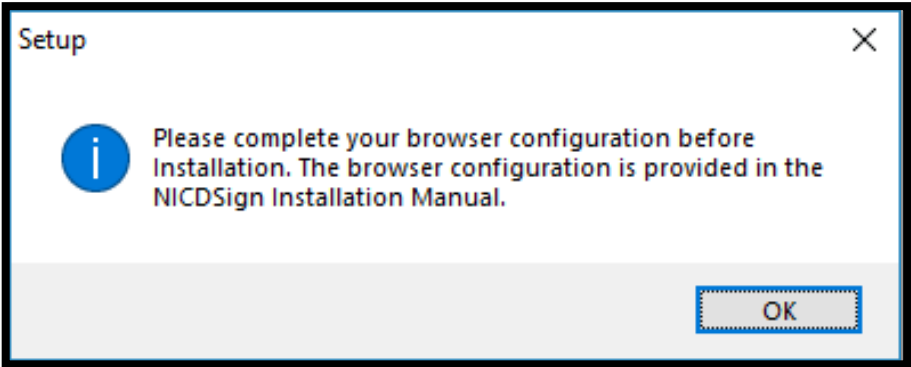 Setup
Please complete your browser configuration before
Installation. The browser configuration is provided in the
NICDSign Installation Manual.
OK